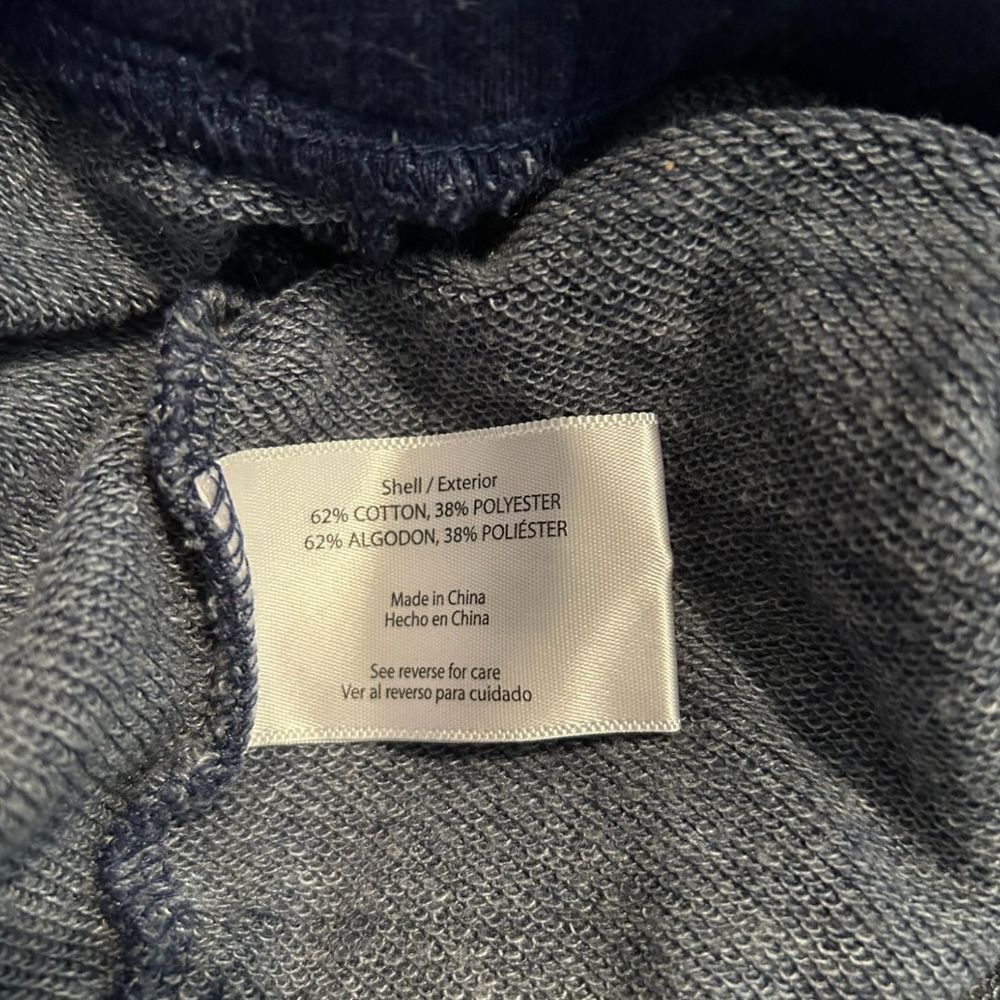 Shell / Exterior
62% COTTON, 38% POLYESTER
62% ALGODON, 38% POLIÉSTER
Made in China
Hecho en China
See reverse for care
Ver al reverso para cuidado